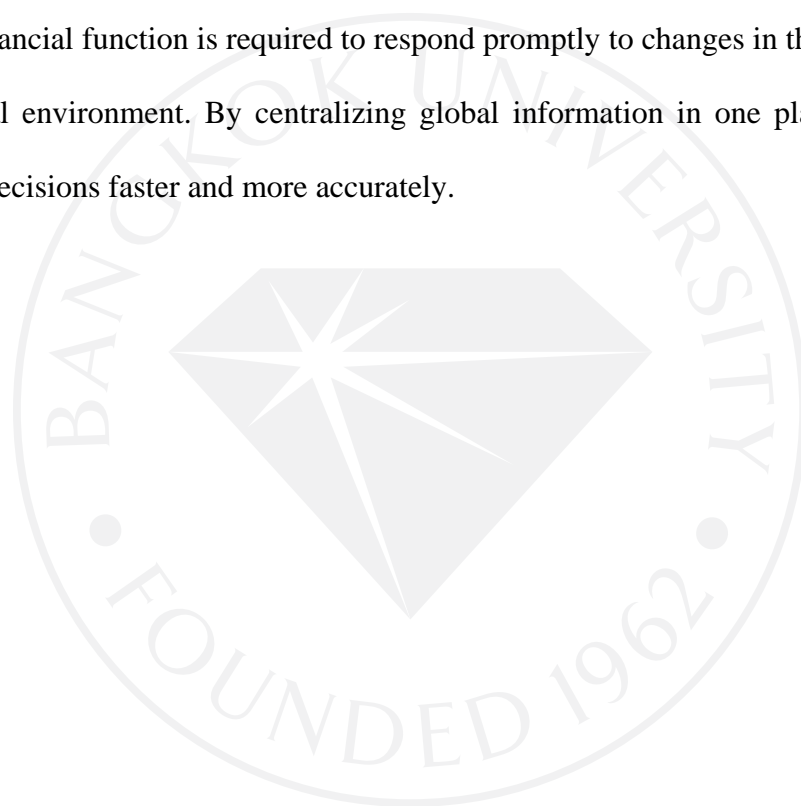 ancial function is required to respond promptly to changes in th
l environment. By centralizing global information in one pla
ecisions faster and more accurately.
BANGKOK UNIVERSITY
FOUNDED 1962